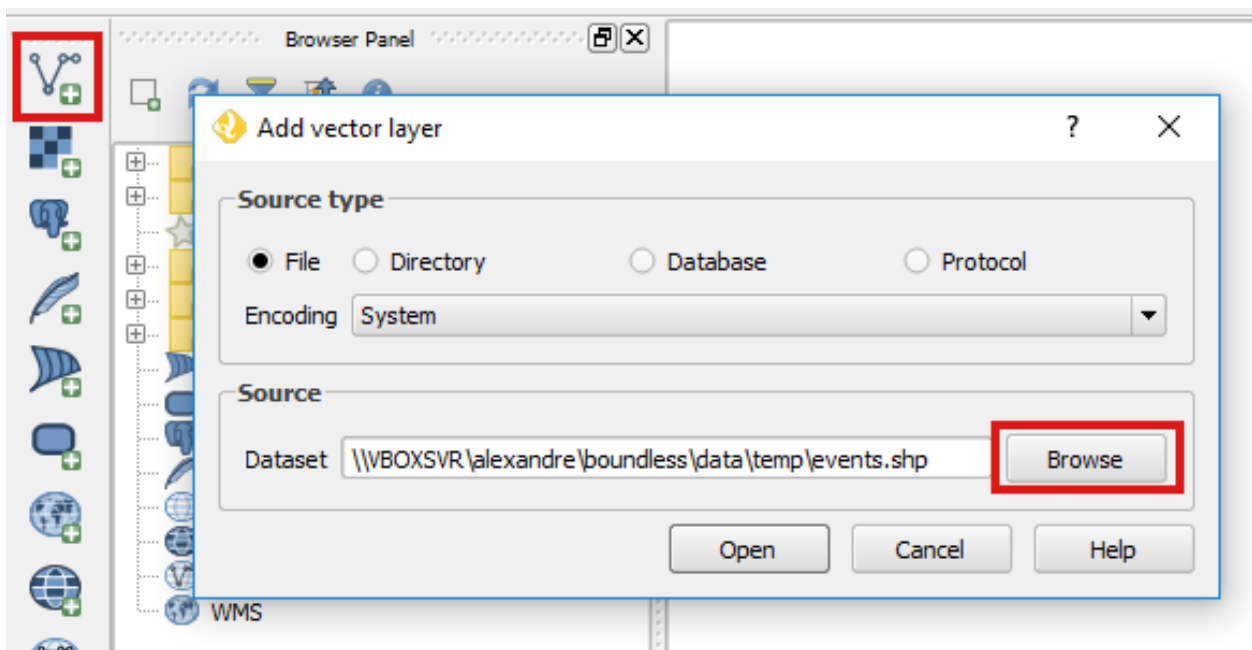 Browser Panel
Add vector layer
?
Source type
File
Directory
Database
Protocol
Encoding
System
Source
Dataset
\\VBOXSVR\alexandre\boundless\data\temp\events.shp
Browse
Open
Cancel
Help
WMS